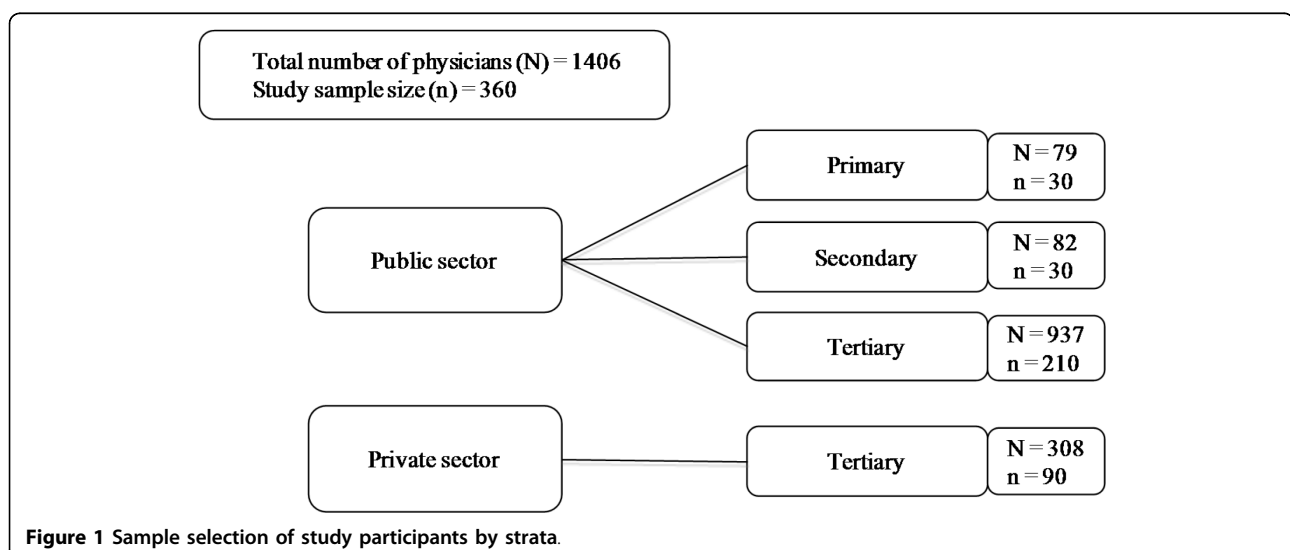 Total number of physicians (N) = 1406
Study sample size (n) = 360
Public sector
Primary
N = 79
n = 30
Secondary
N = 82
n = 30
Tertiary
N = 937
n = 210
Private sector
Tertiary
N = 308
n = 90
Figure 1 Sample selection of study participants by strata.